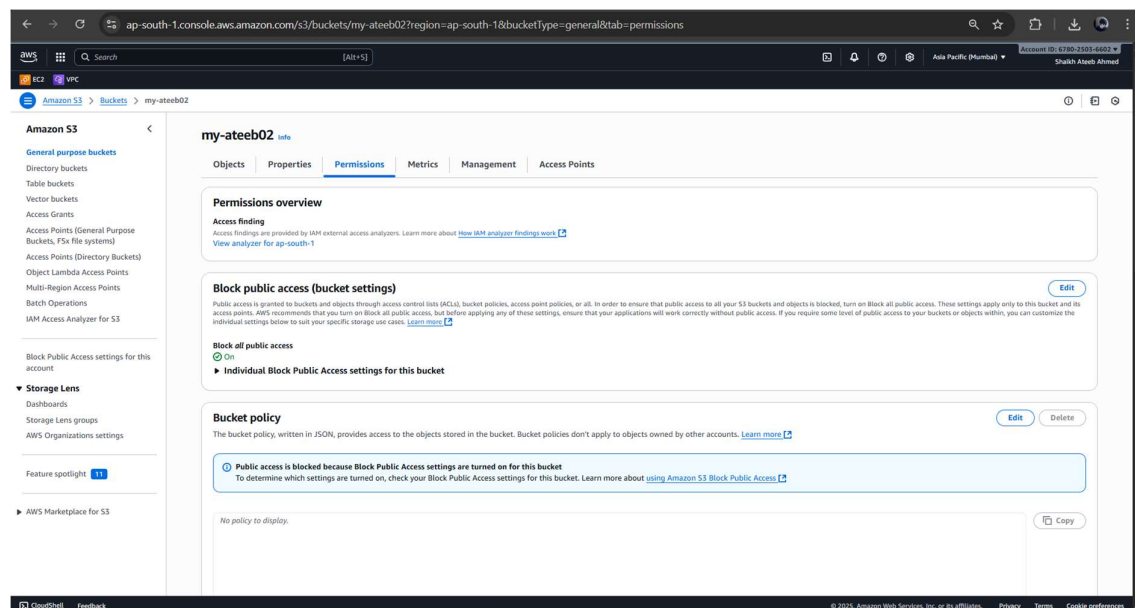 ap-south-1.console.aws.amazon.com/s3/buckets/my-ateeb02?region=ap-south-1&bucketType=general&tab=permissions
aws
Search
[Alt+S]
Asia Pacific (Mumbai) ▼
Account ID: 6780-2503-6602 ▼
Shaikh Ateeb Ahmed
EC2
VPC
Amazon S3 > Buckets > my-ateeb02
Amazon S3
General purpose buckets
Directory buckets
Table buckets
Vector buckets
Access Grants
Access Points (General Purpose
Buckets, FSx file systems)
Access Points (Directory Buckets)
Object Lambda Access Points
Multi-Region Access Points
Batch Operations
IAM Access Analyzer for S3
Block Public Access settings for this
account
▼ Storage Lens
Dashboards
Storage Lens groups
AWS Organizations settings
Feature spotlight 11
▶ AWS Marketplace for S3
my-ateeb02 Info
Objects
Properties
Permissions
Metrics
Management
Access Points
Permissions overview
Access finding
Access findings are provided by IAM external access analyzers. Learn more about How IAM analyzer findings work
View analyzer for ap-south-1
Block public access (bucket settings)
Edit
Public access is granted to buckets and objects through access control lists (ACLs), bucket policies, access point policies, or all. In order to ensure that public access to all your S3 buckets and objects is blocked, turn on Block all public access. These settings apply only to this bucket and its
access points. AWS recommends that you turn on Block all public access, but before applying any of these settings, ensure that your applications will work correctly without public access. If you require some level of public access to your buckets or objects within, you can customize the
individual settings below to suit your specific storage use cases. Learn more
Block all public access
On
▶ Individual Block Public Access settings for this bucket
Bucket policy
Edit
Delete
The bucket policy, written in JSON, provides access to the objects stored in the bucket. Bucket policies don't apply to objects owned by other accounts. Learn more
Public access is blocked because Block Public Access settings are turned on for this bucket
To determine which settings are turned on, check your Block Public Access settings for this bucket. Learn more about using Amazon S3 Block Public Access
No policy to display.
Copy
CloudShell
Feedback
© 2025, Amazon Web Services, Inc. or its affiliates.
Privacy
Terms
Cookie preferences